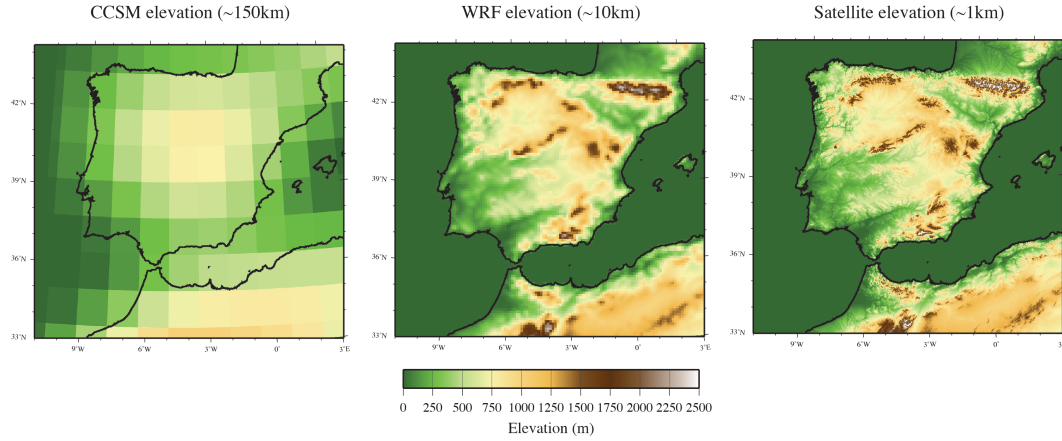 CCSM elevation (~150km)
WRF elevation (~10km)
Satellite elevation (~1km)
42˚N
39˚N
36˚N
33˚N
9˚W 6˚W 3˚W 0˚ 3˚E
42˚N
39˚N
36˚N
33˚N
9˚W 6˚W 3˚W 0˚ 3˚E
42˚N
39˚N
36˚N
33˚N
9˚W 6˚W 3˚W 0˚
0 250 500 750 1000 1250 1500 1750 2000 2250 2500
Elevation (m)